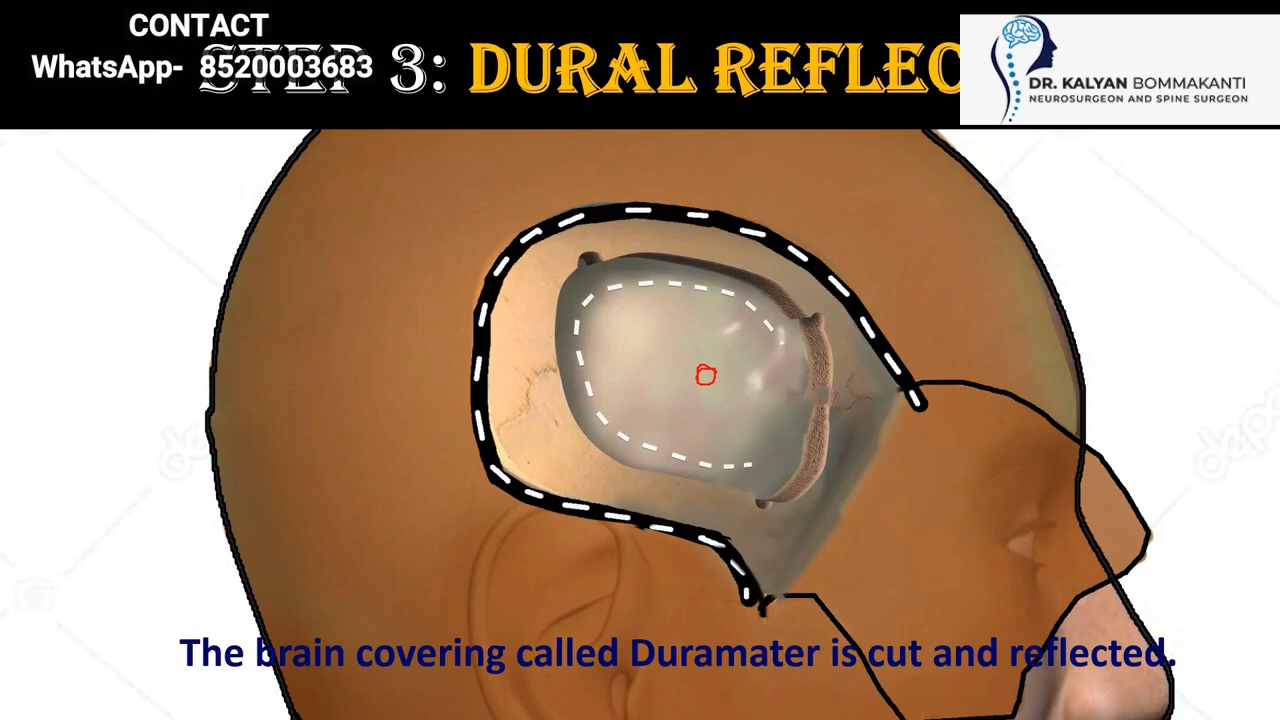 CONTACT
WhatsApp- 8520003683
STEP 3: DURAL REFLEC
DR. KALYAN BOMMAKANTI
NEUROSURGEON AND SPINE SURGEON
The brain covering called Duramater is cut and reflected.